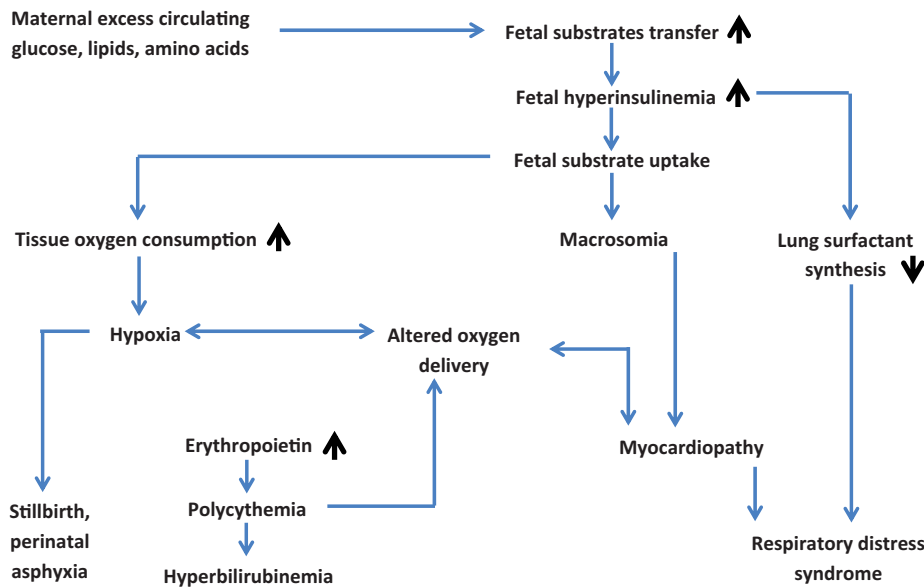 Maternal excess circulating
glucose, lipids, amino acids
Fetal substrates transfer
Fetal hyperinsulinemia
Fetal substrate uptake
Tissue oxygen consumption
Macrosomia
Lung surfactant
synthesis
Hypoxia
Altered oxygen
delivery
Erythropoietin
Myocardiopathy
Stillbirth,
perinatal
asphyxia
Polycythemia
Hyperbilirubinemia
Respiratory distress
syndrome